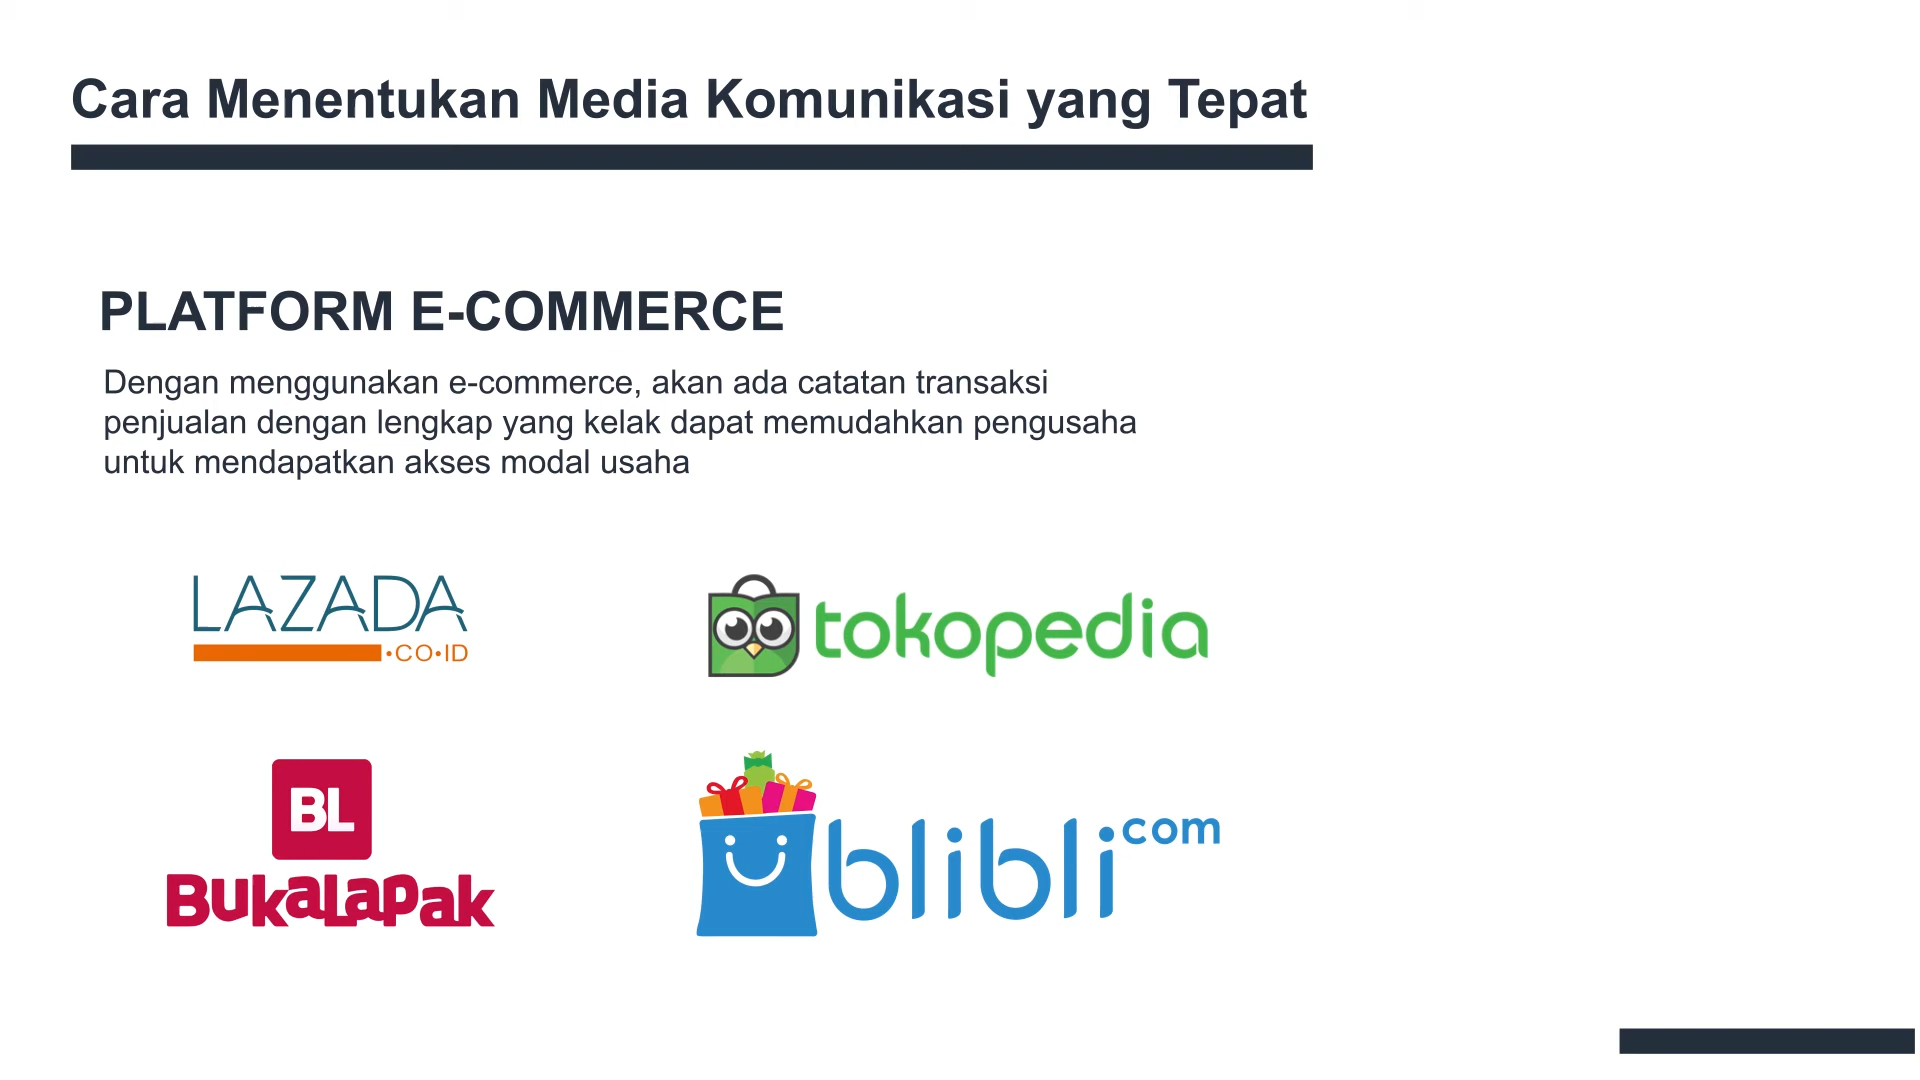 Cara Menentukan Media Komunikasi yang Tepat
PLATFORM E-COMMERCE
Dengan menggunakan e-commerce, akan ada catatan transaksi
penjualan dengan lengkap yang kelak dapat memudahkan pengusaha
untuk mendapatkan akses modal usaha
LAZADA
•CO•ID
tokopedia
BL
BukaLapak
blibli.com